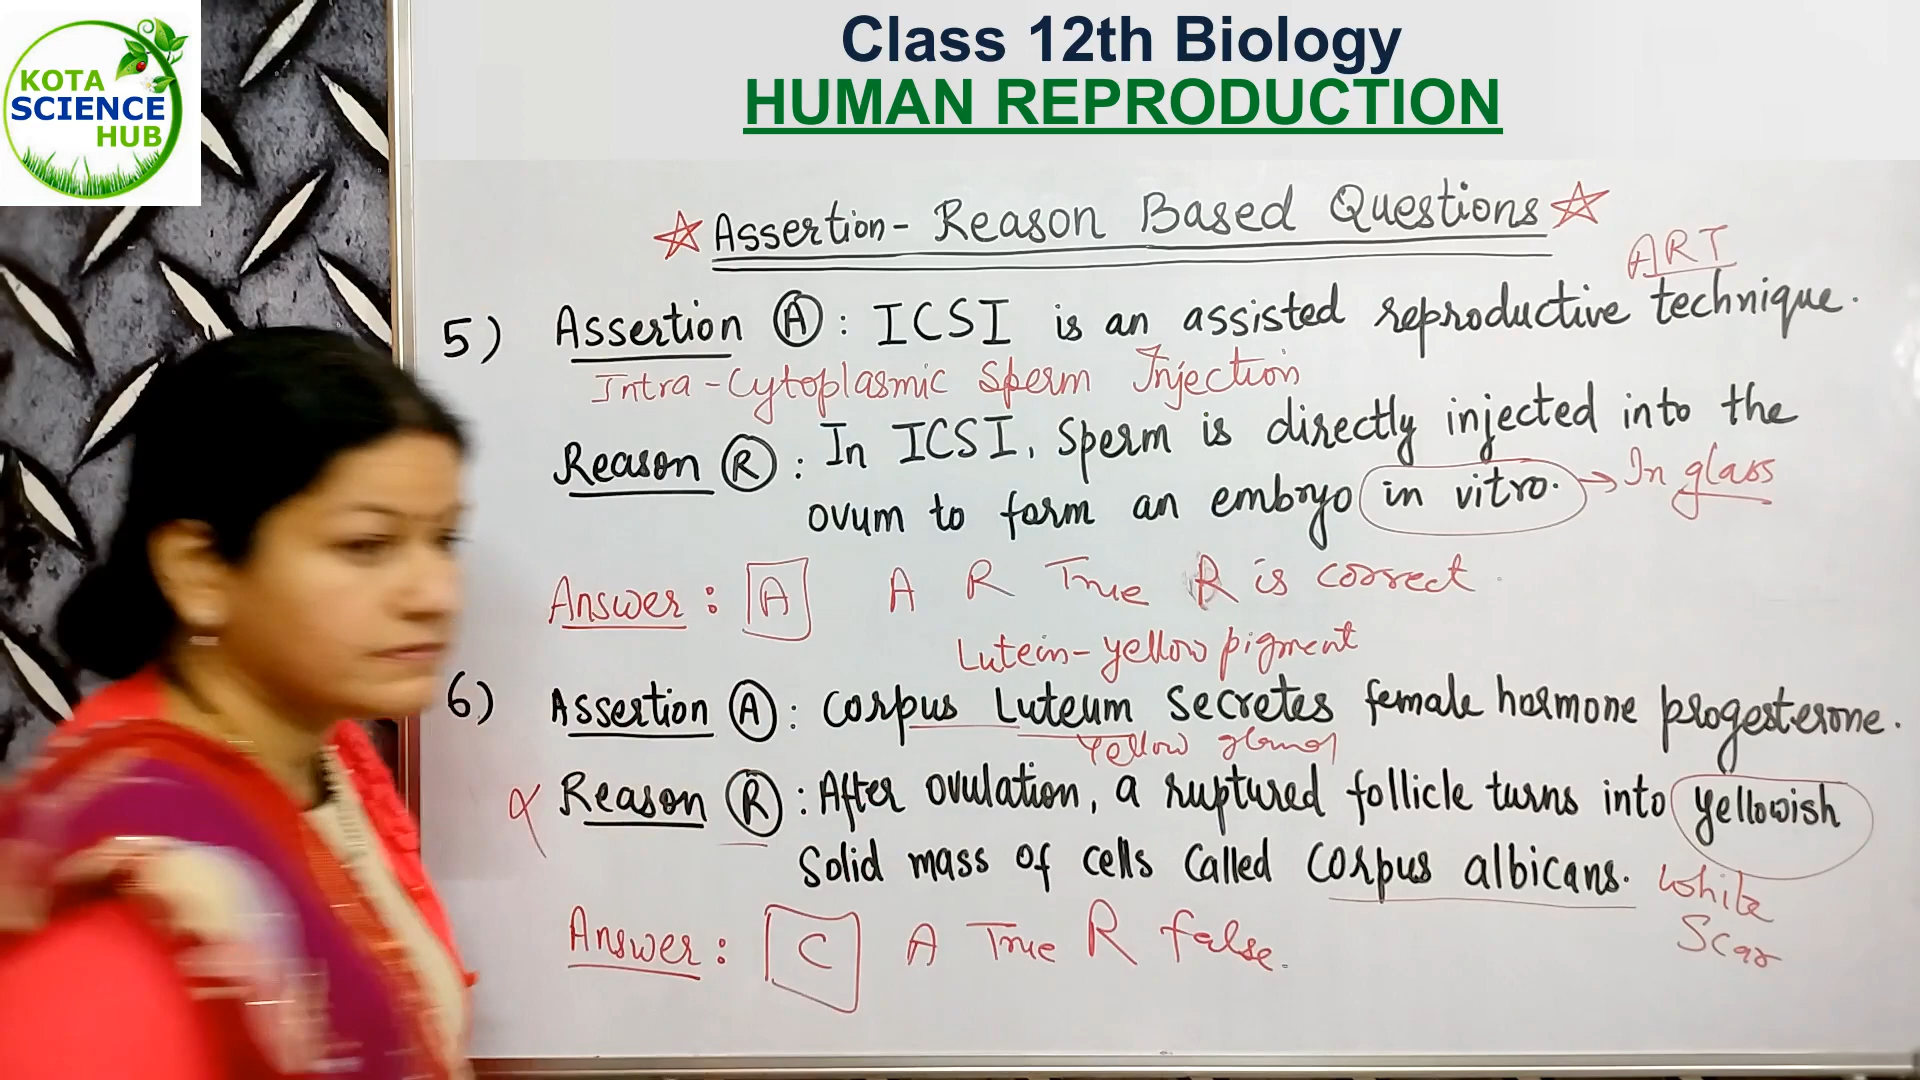 KOTA
SCIENCE
HUB
Class 12th Biology
HUMAN REPRODUCTION
Assertion- Reason Based Questions
ART
5) Assertion (A): ICSI is an assisted reproductive technique.
Intra-Cytoplasmic Sperm Injection
Reason (R): In ICSI, Sperm is directly injected into the
ovum to form an embryo in vitro. → In glass
Answer: A A R True R is correct
Lutein-yellow pigment
6) Assertion (A): Corpus Luteum Secretes female hormone progesterone.
Yellow gland
Reason (R): After ovulation, a ruptured follicle turns into yellowish
Solid mass of cells called Corpus albicans.
White
Scar
Answer: C A True R false.